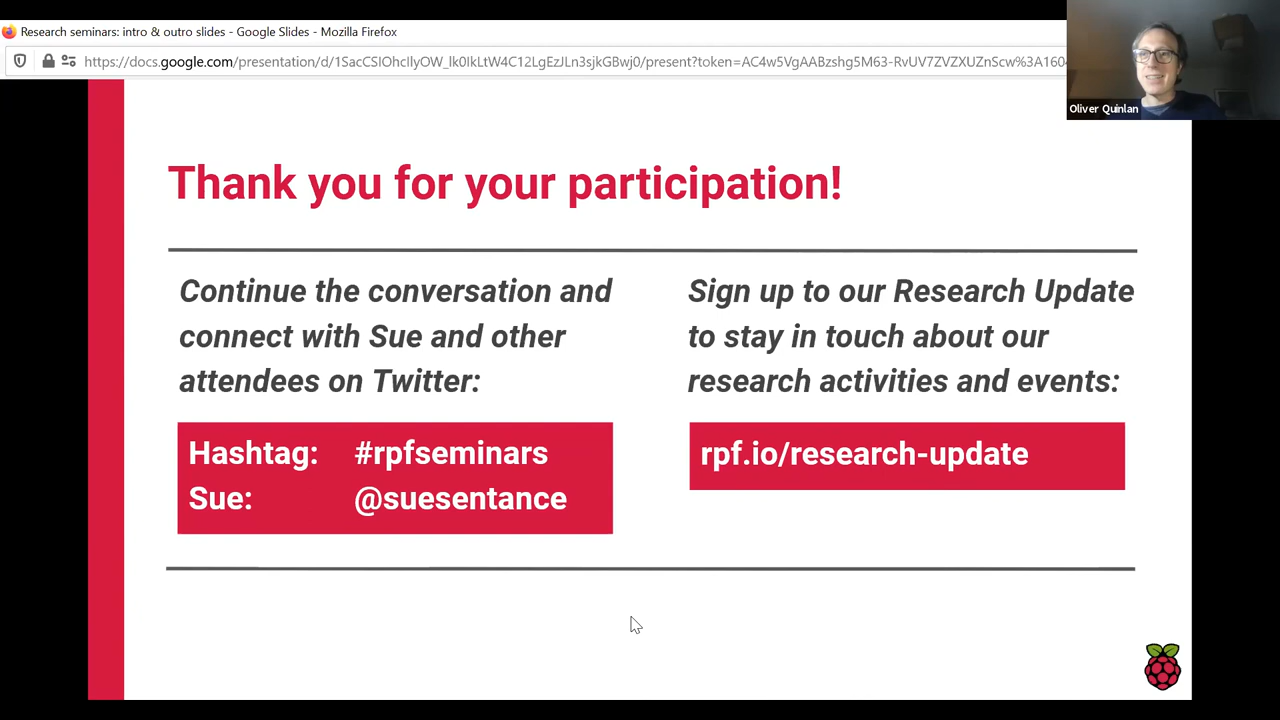 Research seminars: intro & outro slides - Google Slides - Mozilla Firefox
Oliver Quinlan
Thank you for your participation!
Continue the conversation and
connect with Sue and other
attendees on Twitter:
Hashtag: #rpfseminars
Sue: @suesentance
Sign up to our Research Update
to stay in touch about our
research activities and events:
rpf.io/research-update